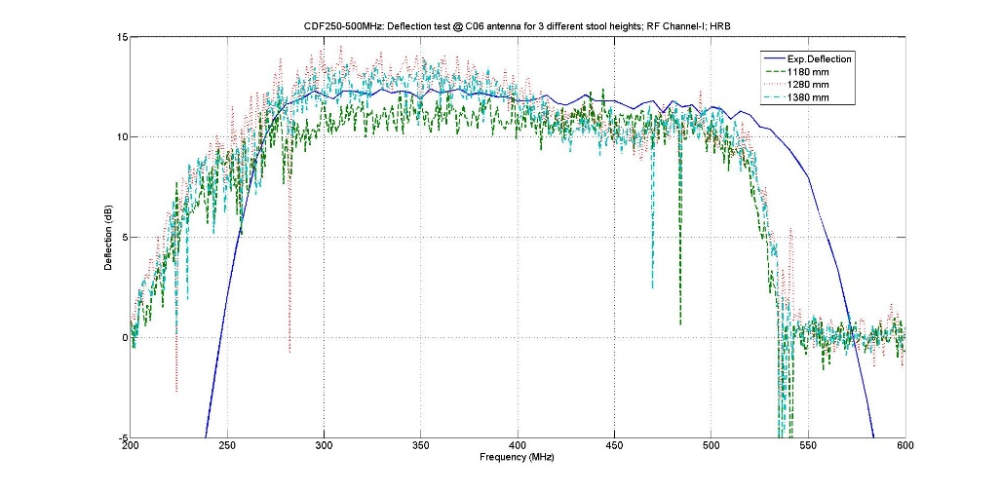 CDF250-500MHz: Deflection test @ C06 antenna for 3 different stool heights; RF Channel-I; HRB
15
10
5
0
-5
Deflection (dB)
Exp.Deflection
1180 mm
1280 mm
1360 mm
200 250 300 350 400 450 500 550 600
Frequency (MHz)